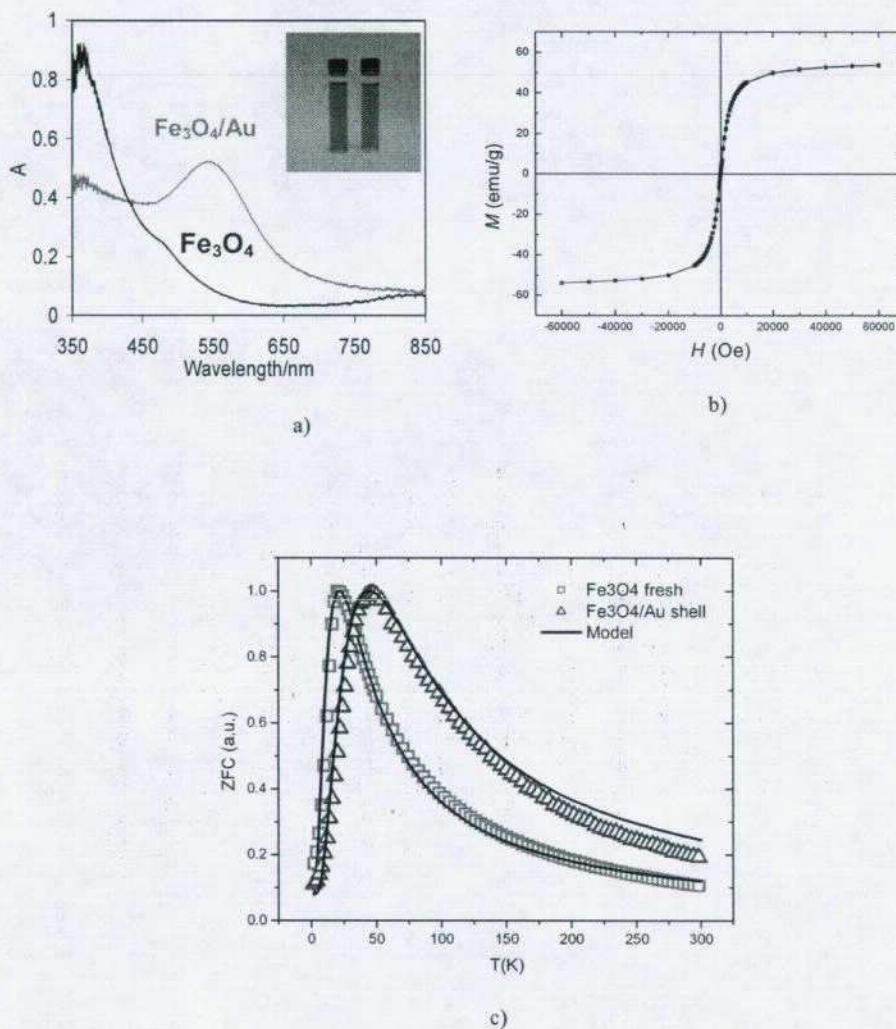 A
1
0.8
0.6
0.4
0.2
0
Fe₃O₄/Au
Fe₃O₄
350 450 550 650 750 850
Wavelength/nm
a)
M (emu/g)
60
40
20
0
-20
-40
-60
-60000 -40000 -20000 0 20000 40000 60000
H (Oe)
b)
ZFC (a.u.)
1.0
0.8
0.6
0.4
0.2
0.0
Fe3O4 fresh
Fe3O4/Au shell
Model
0 50 100 150 200 250 300
T(K)
c)